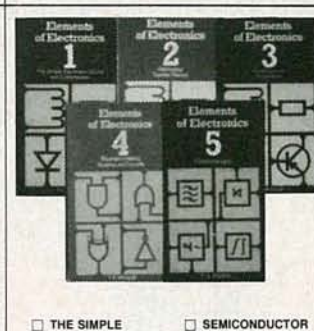 Elements
of Electronics
1
Elements
of Electronics
2
Elements
of Electronics
3
Elements
of Electronics
4
Elements
of Electronics
5
☐ THE SIMPLE
☐ SEMICONDUCTOR